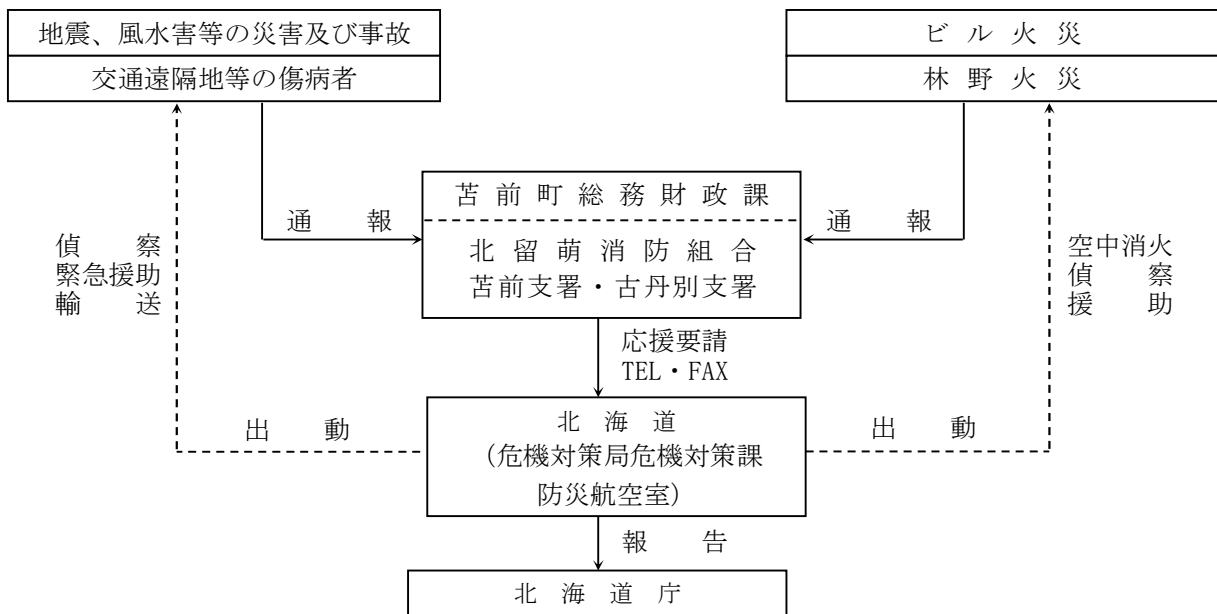 地震、風水害等の災害及び事故
交通遠隔地等の傷病者
ビル火災
林野火災
苫前町総務財政課
北留萌消防組合
苫前支署・古丹別支署
通報
通報
偵察
緊急援助
輸送
空中消火
偵察
援助
応援要請
TEL・FAX
出動
出動
北海道
(危機対策局危機対策課
防災航空室)
報告
北海道庁